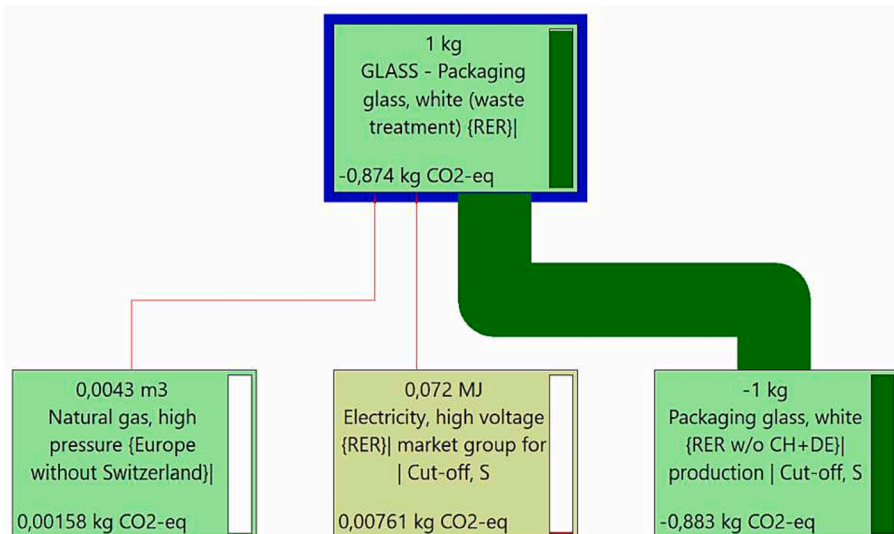 1 kg
GLASS - Packaging
glass, white (waste
treatment) {RER}|
-0,874 kg CO2-eq
0,0043 m3
Natural gas, high
pressure {Europe
without Switzerland}|
0,00158 kg CO2-eq
0,072 MJ
Electricity, high voltage
{RER}| market group for
| Cut-off, S
0,00761 kg CO2-eq
-1 kg
Packaging glass, white
{RER w/o CH+DE}|
production | Cut-off, S
-0,883 kg CO2-eq